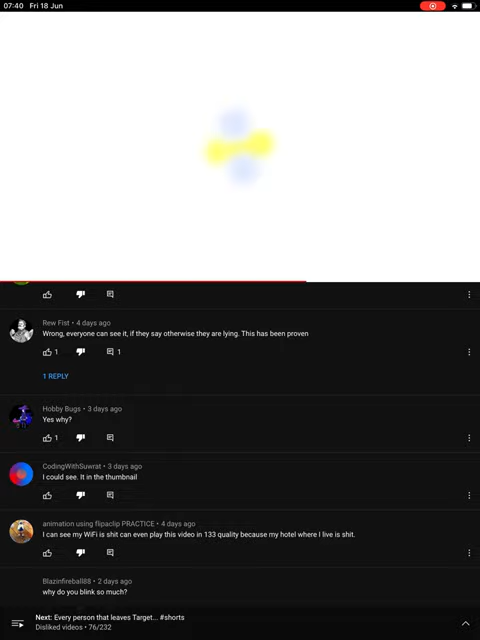 07:40 Fri 18 Jun
Rew Fist • 4 days ago
Wrong, everyone can see it, if they say otherwise they are lying. This has been proven
1 1
1 REPLY
Hobby Bugs • 3 days ago
Yes why?
1
CodingWithSuwrat • 3 days ago
I could see. It in the thumbnail
animation using flipaclip PRACTICE • 4 days ago
I can see my WiFi is shit can even play this video in 133 quality because my hotel where I live is shit.
Blazinfireball88 • 2 days ago
why do you blink so much?
Next: Every person that leaves Target... #shorts
Disliked videos • 76/232